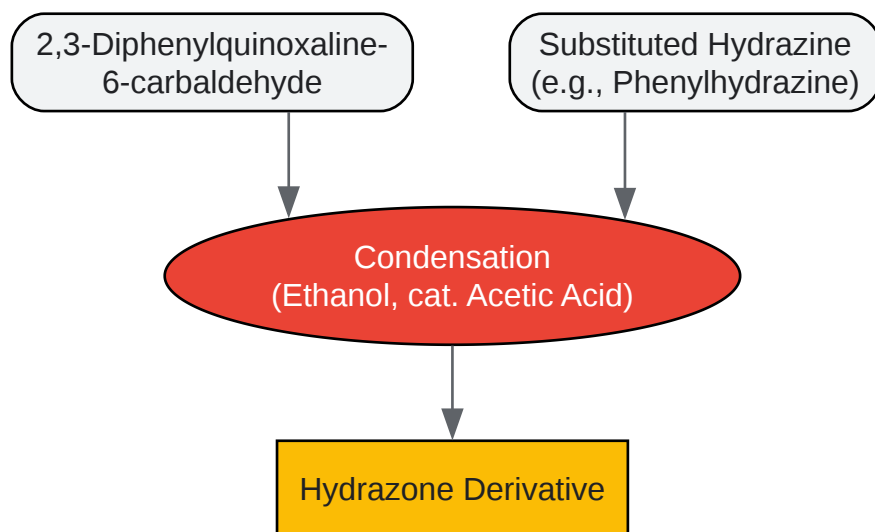 2,3-Diphenylquinoxaline-
6-carbaldehyde
Substituted Hydrazine
(e.g., Phenylhydrazine)
Condensation
(Ethanol, cat. Acetic Acid)
Hydrazone Derivative